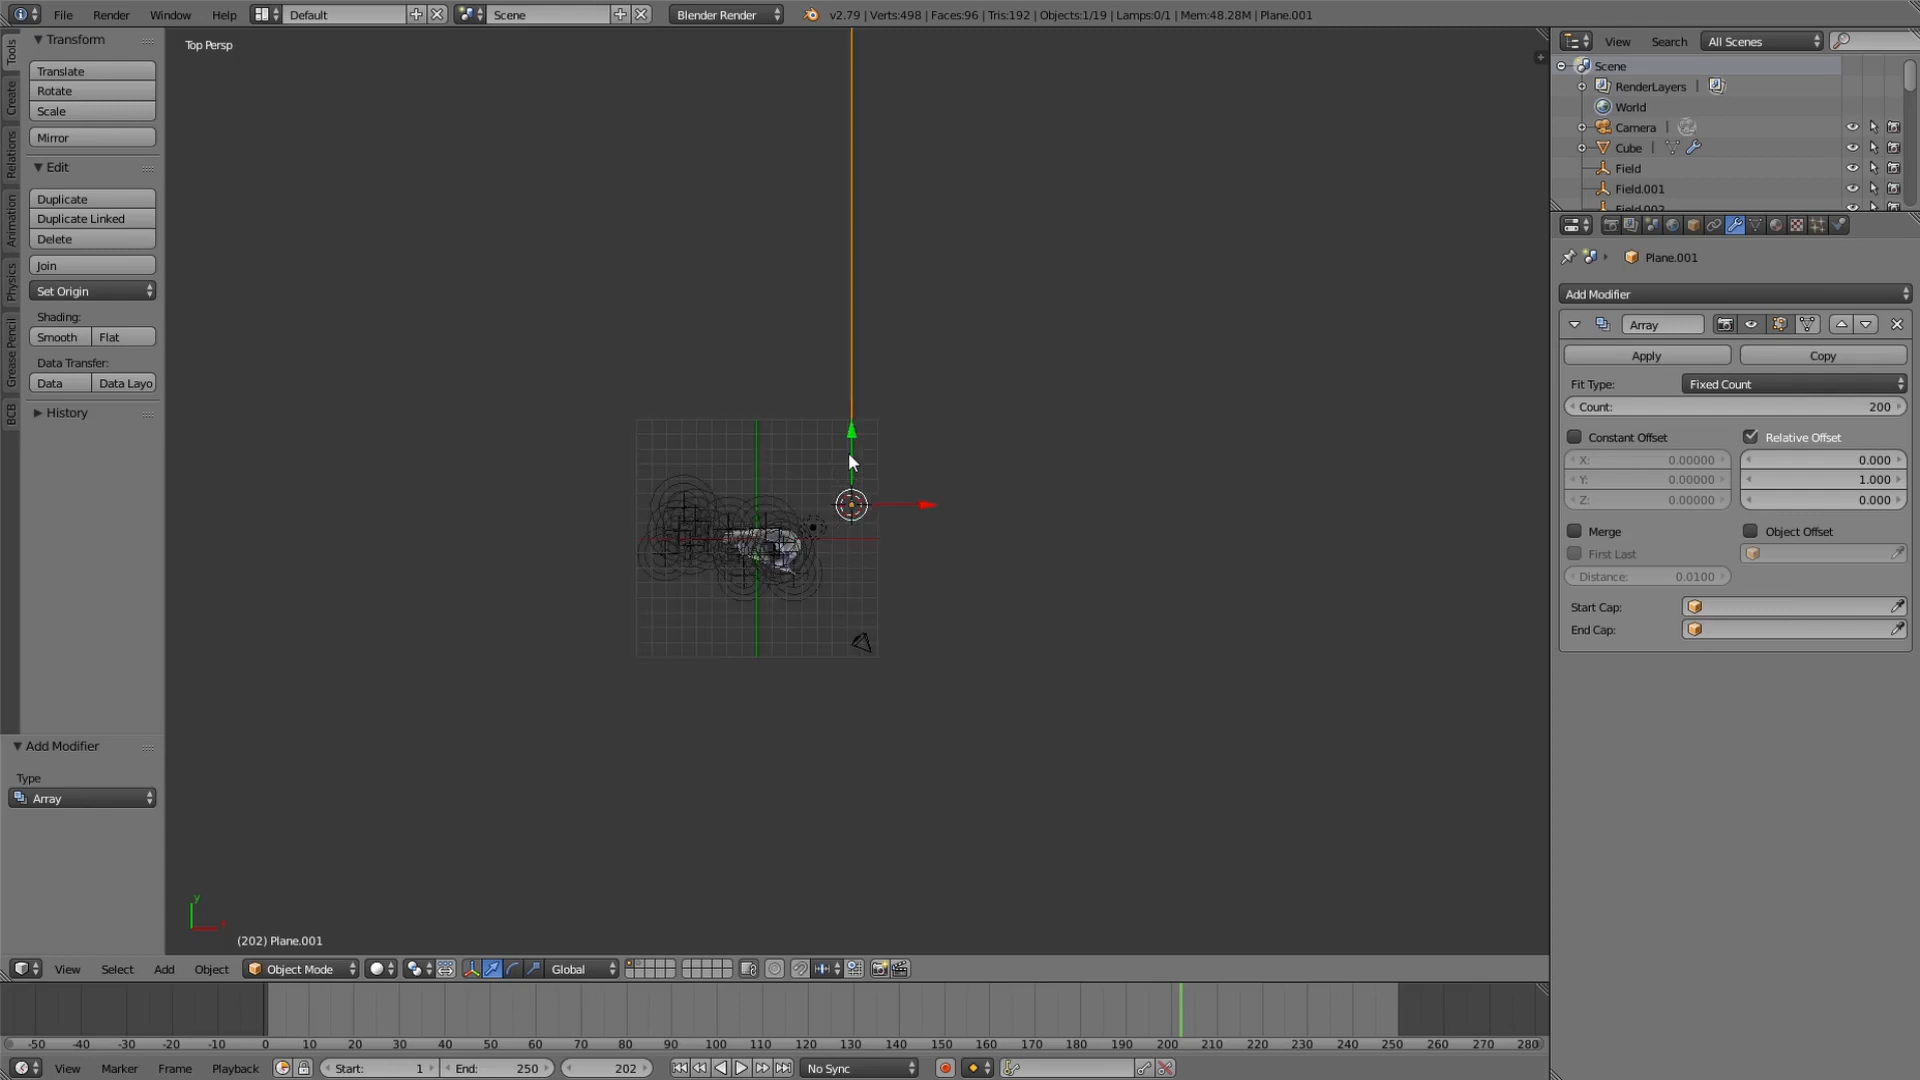 File Render Window Help Default Scene Blender Render v2.79 | Verts:498 | Faces:96 | Tris:192 | Objects:1/19 | Lamps:0/1 | Mem:48.28M | Plane.001
Tools
Create
Relations
Animation
Physics
Grease Pencil
BCB
Transform
Translate
Rotate
Scale
Mirror
Edit
Duplicate
Duplicate Linked
Delete
Join
Set Origin
Shading:
Smooth Flat
Data Transfer:
Data Data Layo
History
Add Modifier
Type
Array
Top Persp
y
(202) Plane.001
View Search All Scenes
Scene
RenderLayers |
World
Camera |
Cube |
Field
Field.001
Field.002
Plane.001
Add Modifier
Array
Apply Copy
Fit Type: Fixed Count
Count: 200
Constant Offset Relative Offset
X: 0.00000 0.000
Y: 0.00000 1.000
Z: 0.00000 0.000
Merge Object Offset
First Last
Distance: 0.0100
Start Cap:
End Cap:
View Select Add Object Object Mode Global
-50 -40 -30 -20 -10 0 10 20 30 40 50 60 70 80 90 100 110 120 130 140 150 160 170 180 190 200 210 220 230 240 250 260 270 280
View Marker Frame Playback Start: 1 End: 250 202 No Sync